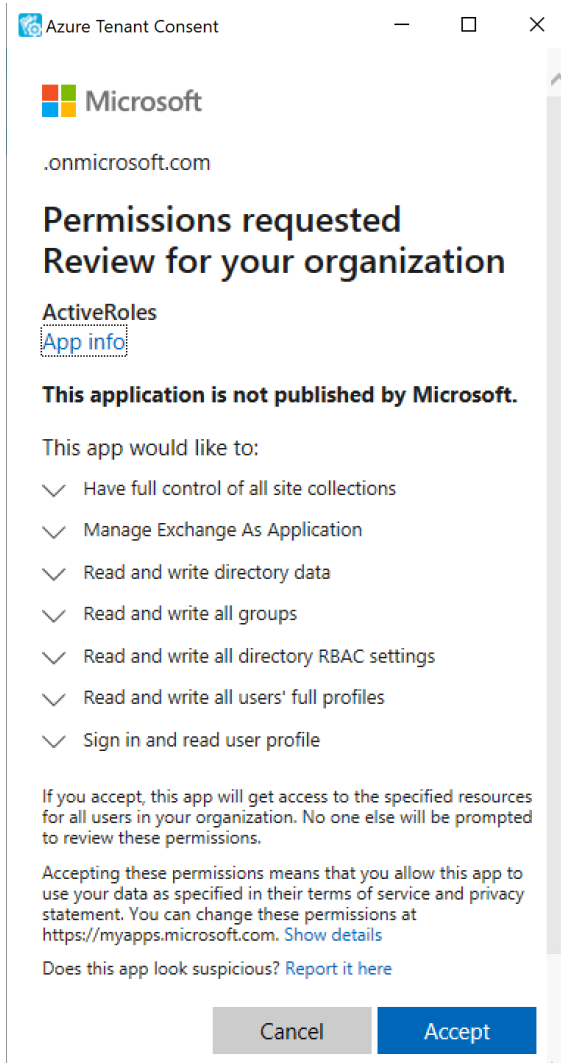 Azure Tenant Consent
Microsoft
.onmicrosoft.com
Permissions requested
Review for your organization
ActiveRoles
App info
This application is not published by Microsoft.
This app would like to:
Have full control of all site collections
Manage Exchange As Application
Read and write directory data
Read and write all groups
Read and write all directory RBAC settings
Read and write all users' full profiles
Sign in and read user profile
If you accept, this app will get access to the specified resources
for all users in your organization. No one else will be prompted
to review these permissions.
Accepting these permissions means that you allow this app to
use your data as specified in their terms of service and privacy
statement. You can change these permissions at
https://myapps.microsoft.com. Show details
Does this app look suspicious? Report it here
Cancel Accept